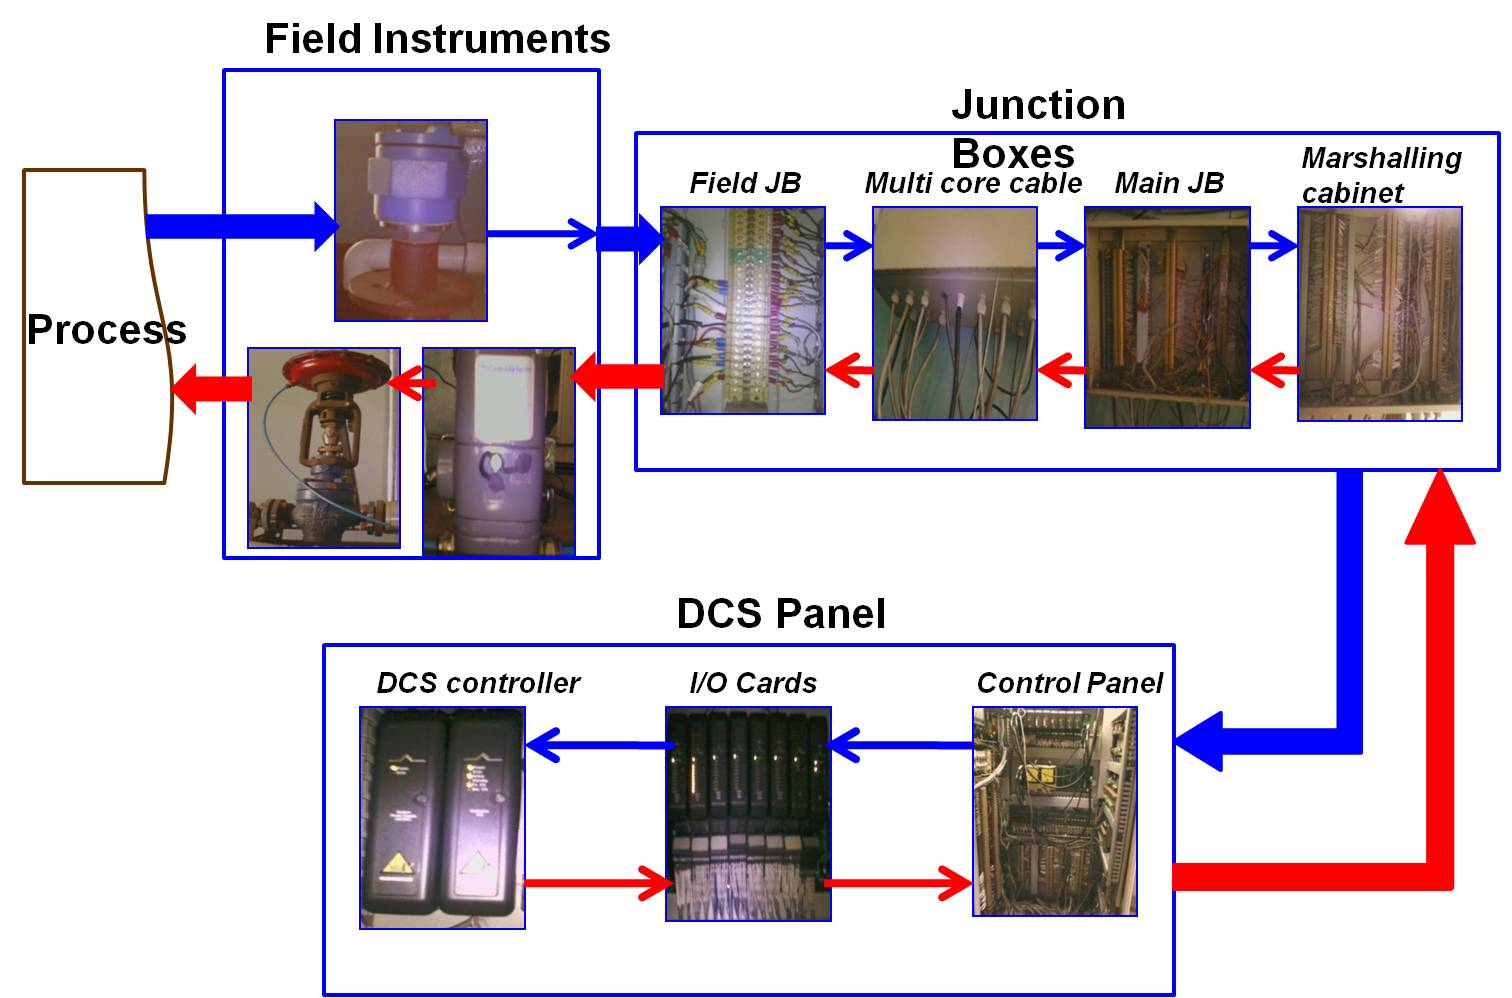 Field Instruments
Junction
Boxes
Field JB
Multi core cable
Main JB
Marshalling
cabinet
Process
DCS Panel
DCS controller
I/O Cards
Control Panel